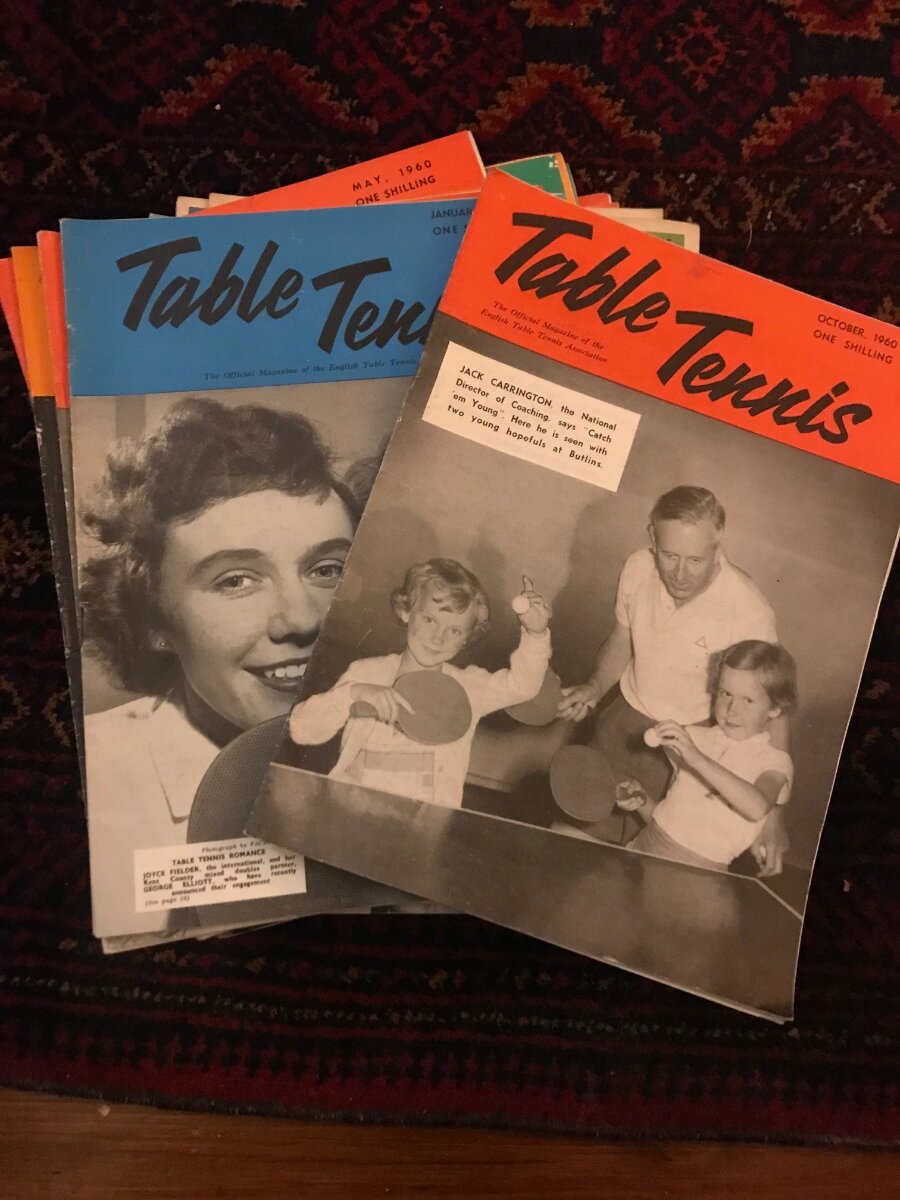 MAY, 1960
ONE SHILLING
JANUAR
ONE S
Table Ten
The Official Magazine of the English Table Tennis
Photograph by
TABLE TENNIS ROMANCE
JOYCE FIELDER, the international, and her
Kent County mixed doubles partner,
GEORGE ELLIOTT, who have recently
announced their engagement
(See page 19)
OCTOBER, 1960
ONE SHILLING
Table Tennis
The Official Magazine of the
English Table Tennis Association
JACK CARRINGTON, the National
Director of Coaching, says "Catch
'em Young". Here he is seen with
two young hopefuls at Butlins.